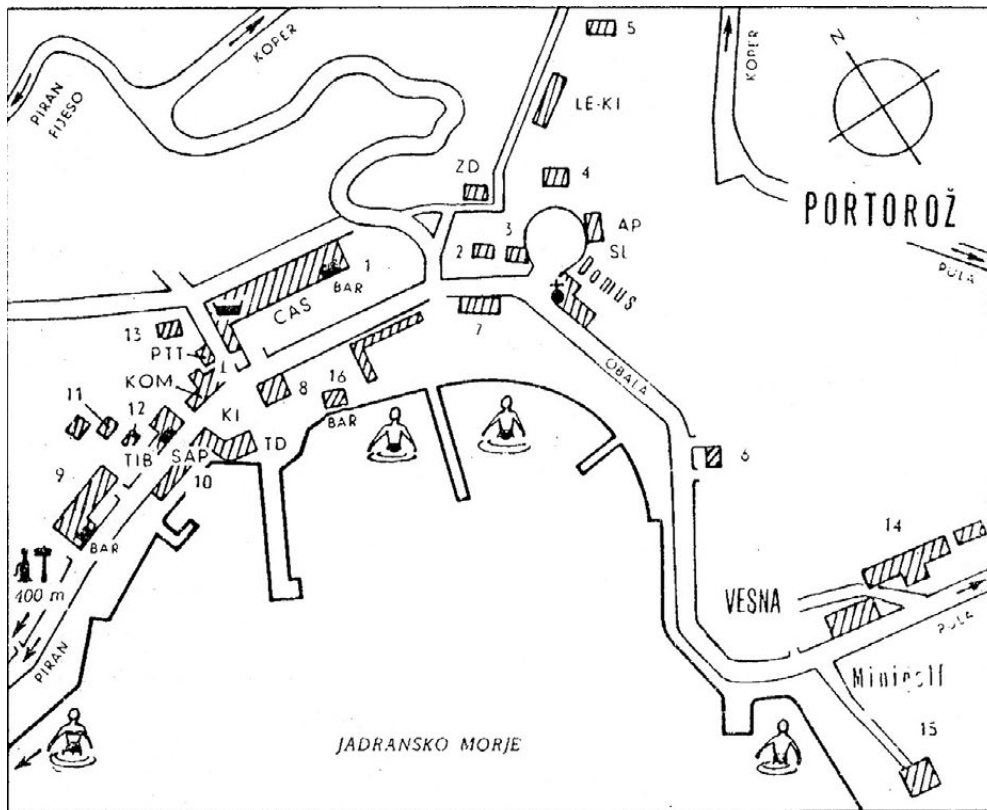 PIRAN
FIJESO
KOPER
KOPER
N
5
LE-KI
ZD
4
PORTOROŽ
AP
SL
3
2
Domus
PULA
1
BAR
CAS
7
13
PTT
L
KOM
OBALA
8
16
BAR
11
12
KI
TIB
SAP
TD
10
9
BAR
6
400 m
14
VESNA
PULA
PIRAN
Minigolf
15
JADRANSKO MORJE